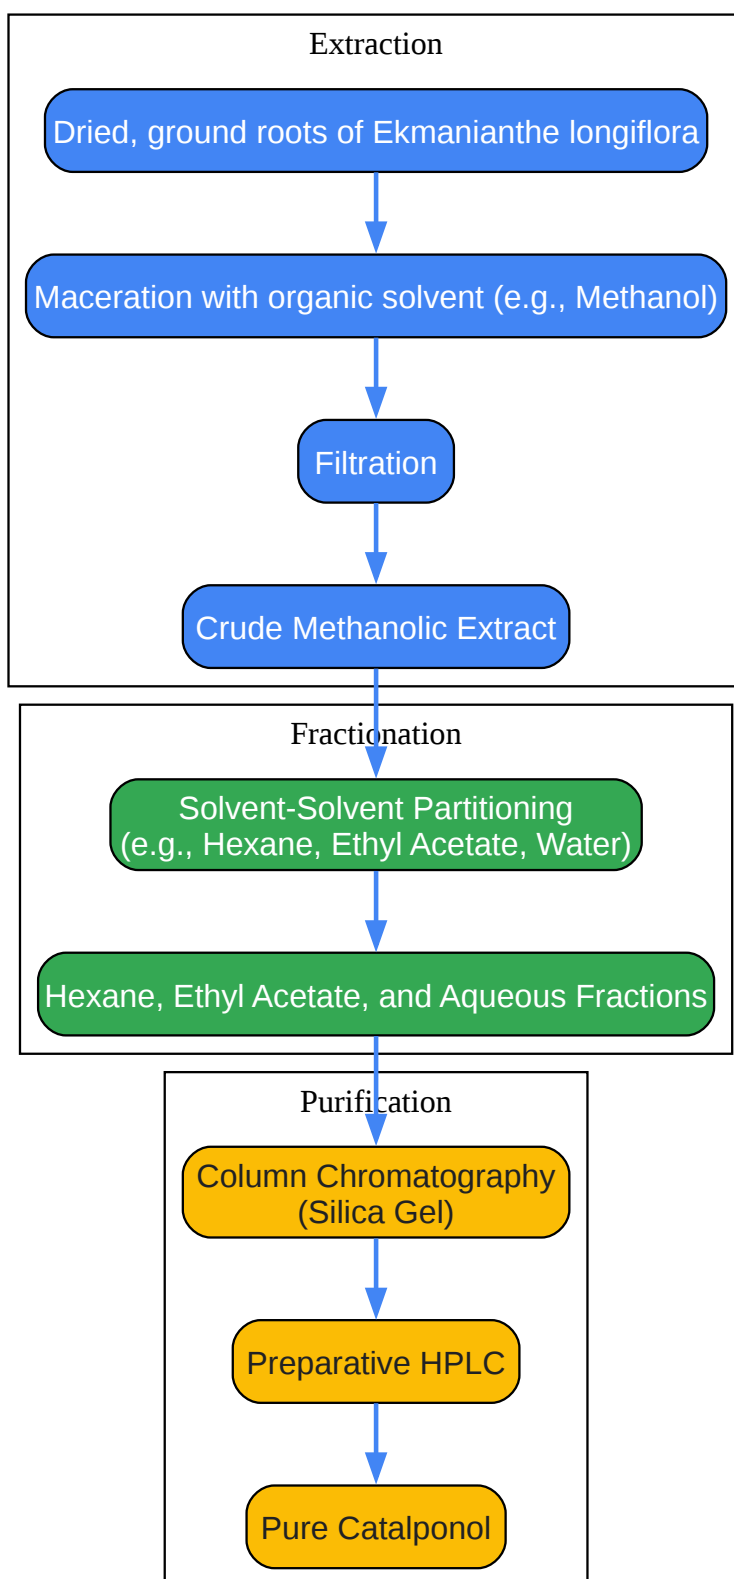 Extraction
Dried, ground roots of Ekmanianthe longiflora
Maceration with organic solvent (e.g., Methanol)
Filtration
Crude Methanolic Extract
Fractionation
Solvent-Solvent Partitioning
(e.g., Hexane, Ethyl Acetate, Water)
Hexane, Ethyl Acetate, and Aqueous Fractions
Purification
Column Chromatography
(Silica Gel)
Preparative HPLC
Pure Catalponol